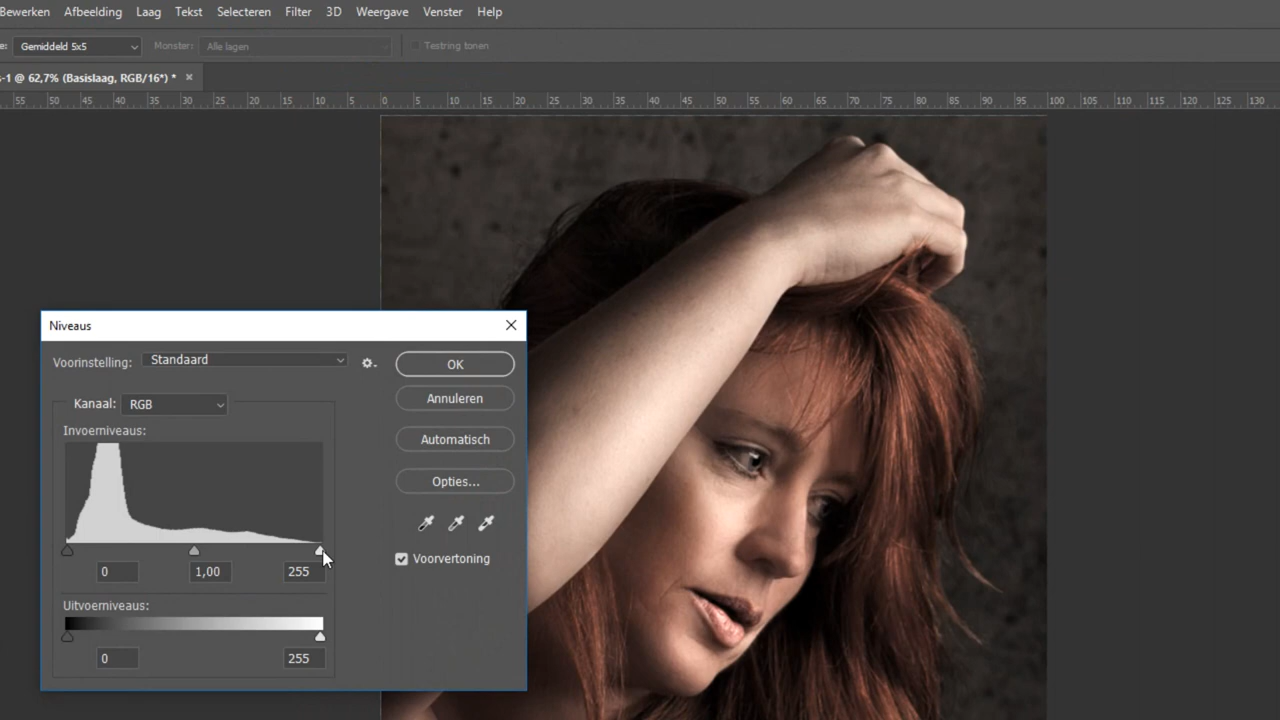 Bewerken Afbeelding Laag Tekst Selecteren Filter 3D Weergave Venster Help
e: Gemiddeld 5x5 Monster: Alle lagen Testring tonen
s-1 @ 62,7% (Basislaag, RGB/16*) * ×
55 50 45 40 35 30 25 20 15 10 5 0 5 10 15 20 25 30 35 40 45 50 55 60 65 70 75 80 85 90 95 100 105 110 115 120 125 130
Niveaus
Voorinstelling: Standaard
OK
Kanaal: RGB
Annuleren
Invoerniveaus:
Automatisch
Opties...
Voorvertoning
0 1,00 255
Uitvoerniveaus:
0 255